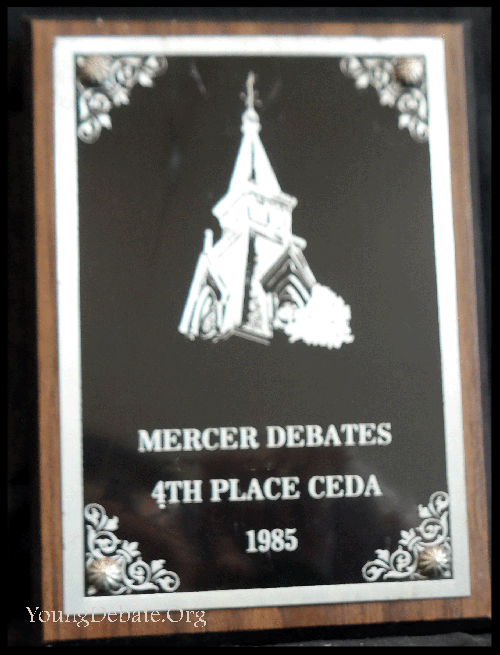 MERCER DEBATES
4TH PLACE CEDA
1985
YoungDebate.Org